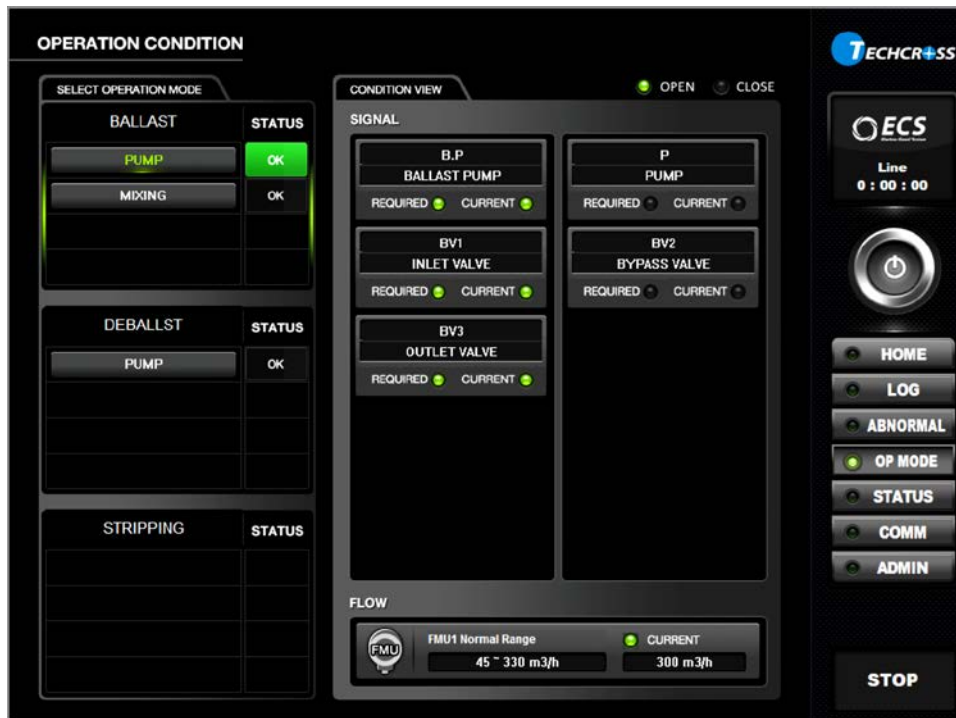 OPERATION CONDITION
SELECT OPERATION MODE
BALLAST STATUS
PUMP OK
MIXING OK
DEBALLST STATUS
PUMP OK
STRIPPING STATUS
CONDITION VIEW OPEN CLOSE
SIGNAL
B.P
BALLAST PUMP
REQUIRED CURRENT
P
PUMP
REQUIRED CURRENT
BV1
INLET VALVE
REQUIRED CURRENT
BV2
BYPASS VALVE
REQUIRED CURRENT
BV3
OUTLET VALVE
REQUIRED CURRENT
FLOW
FMU
FMU1 Normal Range
45 ~ 330 m3/h
CURRENT
300 m3/h
TECHCROSS
ECS
Line
0 : 00 : 00
HOME
LOG
ABNORMAL
OP MODE
STATUS
COMM
ADMIN
STOP